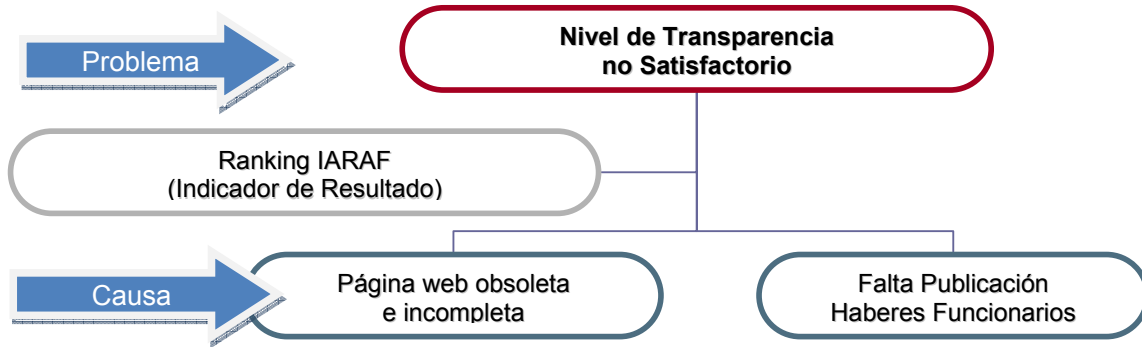 Problema
Nivel de Transparencia
no Satisfactorio
Ranking IARAF
(Indicador de Resultado)
Causa
Página web obsoleta
e incompleta
Falta Publicación
Haberes Funcionarios